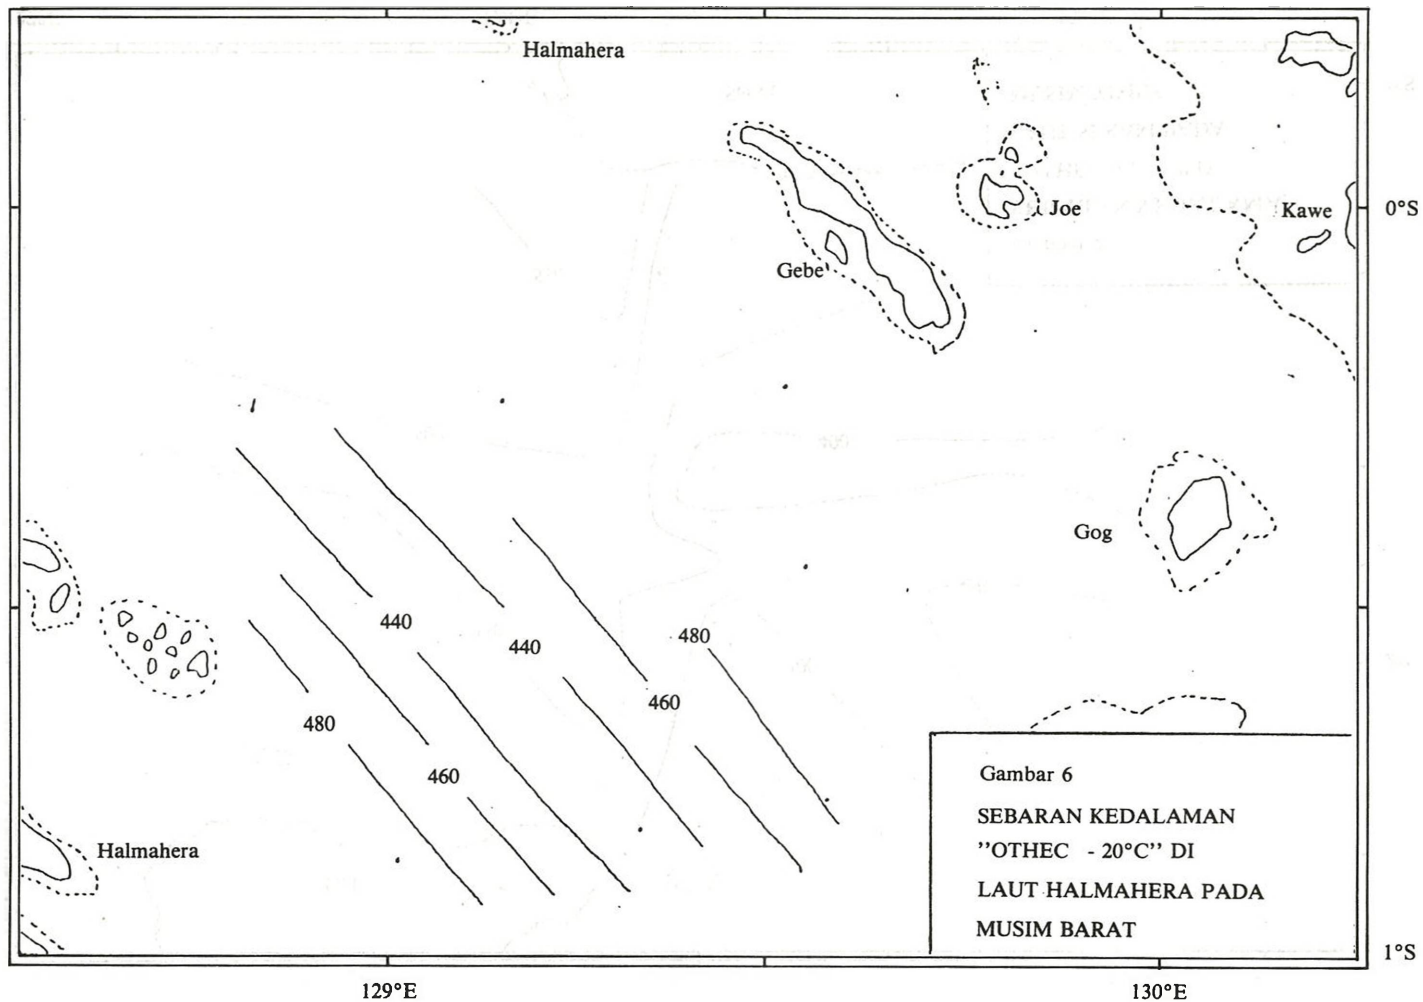 Halmahera
Joe
0°S
Kawe
Gebe
Gog
440
440
480
460
480
460
Halmahera
Gambar 6
SEBARAN KEDALAMAN
"OTHEC - 20°C" DI
LAUT HALMAHERA PADA
MUSIM BARAT
1°S
129°E
130°E